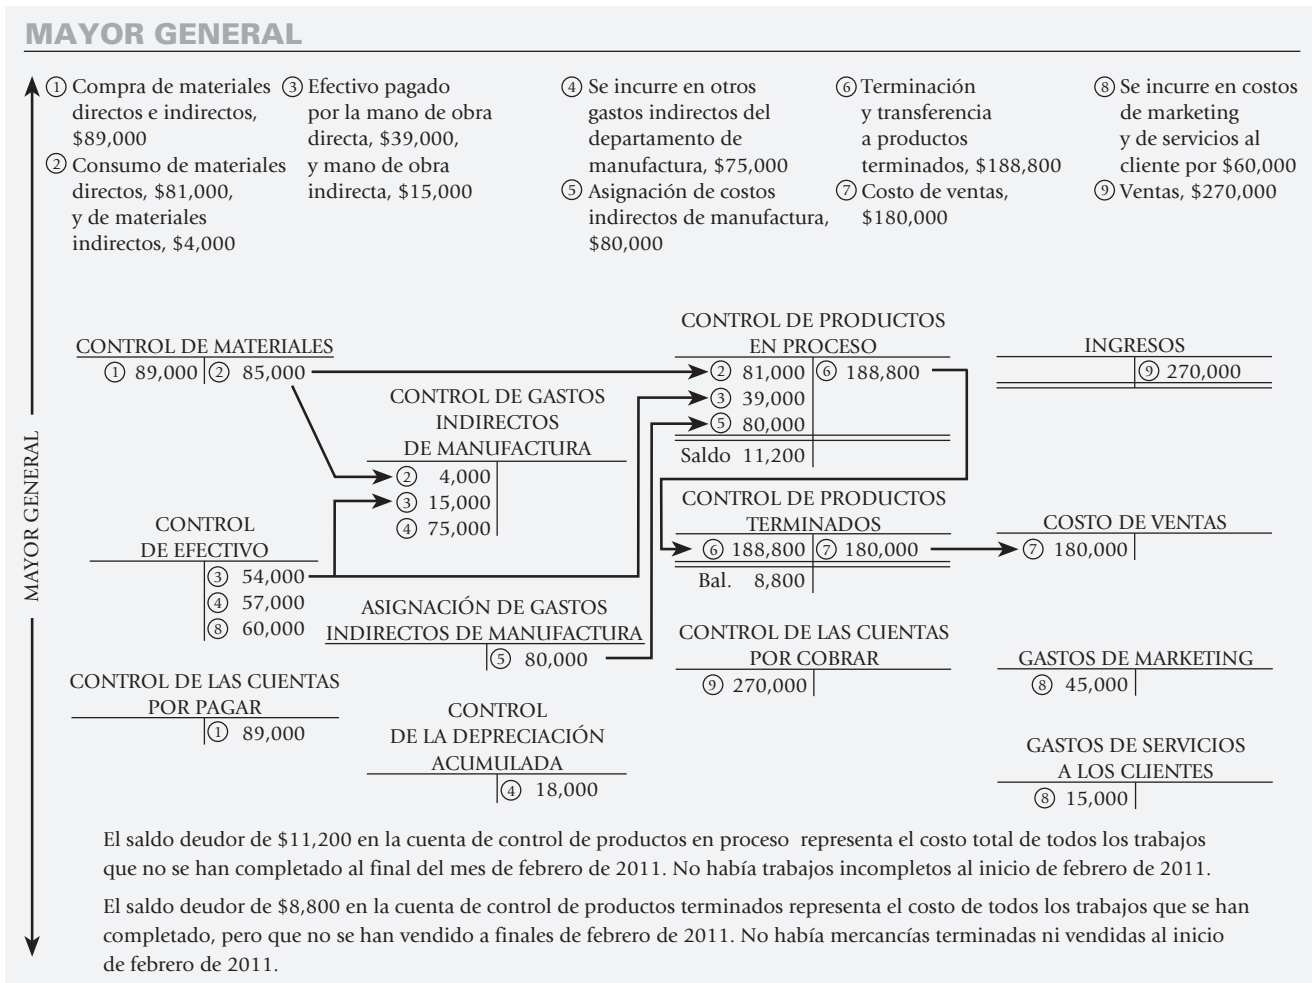 MAYOR GENERAL
① Compra de materiales
directos e indirectos,
$89,000
② Consumo de materiales
directos, $81,000,
y de materiales
indirectos, $4,000
③ Efectivo pagado
por la mano de obra
directa, $39,000,
y mano de obra
indirecta, $15,000
④ Se incurre en otros
gastos indirectos del
departamento de
manufactura, $75,000
⑤ Asignación de costos
indirectos de manufactura,
$80,000
⑥ Terminación
y transferencia
a productos
terminados, $188,800
⑦ Costo de ventas,
$180,000
⑧ Se incurre en costos
de marketing
y de servicios al
cliente por $60,000
⑨ Ventas, $270,000
MAYOR GENERAL
CONTROL DE MATERIALES
① 89,000 ② 85,000
CONTROL DE GASTOS
INDIRECTOS
DE MANUFACTURA
② 4,000
③ 15,000
④ 75,000
CONTROL DE PRODUCTOS
EN PROCESO
② 81,000 ⑥ 188,800
③ 39,000
⑤ 80,000
Saldo 11,200
INGRESOS
⑨ 270,000
CONTROL
DE EFECTIVO
③ 54,000
④ 57,000
⑧ 60,000
CONTROL DE PRODUCTOS
TERMINADOS
⑥ 188,800 ⑦ 180,000
Bal. 8,800
COSTO DE VENTAS
⑦ 180,000
ASIGNACIÓN DE GASTOS
INDIRECTOS DE MANUFACTURA
⑤ 80,000
CONTROL DE LAS CUENTAS
POR COBRAR
⑨ 270,000
GASTOS DE MARKETING
⑧ 45,000
CONTROL DE LAS CUENTAS
POR PAGAR
① 89,000
CONTROL
DE LA DEPRECIACIÓN
ACUMULADA
④ 18,000
GASTOS DE SERVICIOS
A LOS CLIENTES
⑧ 15,000
El saldo deudor de $11,200 en la cuenta de control de productos en proceso representa el costo total de todos los trabajos
que no se han completado al final del mes de febrero de 2011. No había trabajos incompletos al inicio de febrero de 2011.
El saldo deudor de $8,800 en la cuenta de control de productos terminados representa el costo de todos los trabajos que se han
completado, pero que no se han vendido a finales de febrero de 2011. No había mercancías terminadas ni vendidas al inicio
de febrero de 2011.